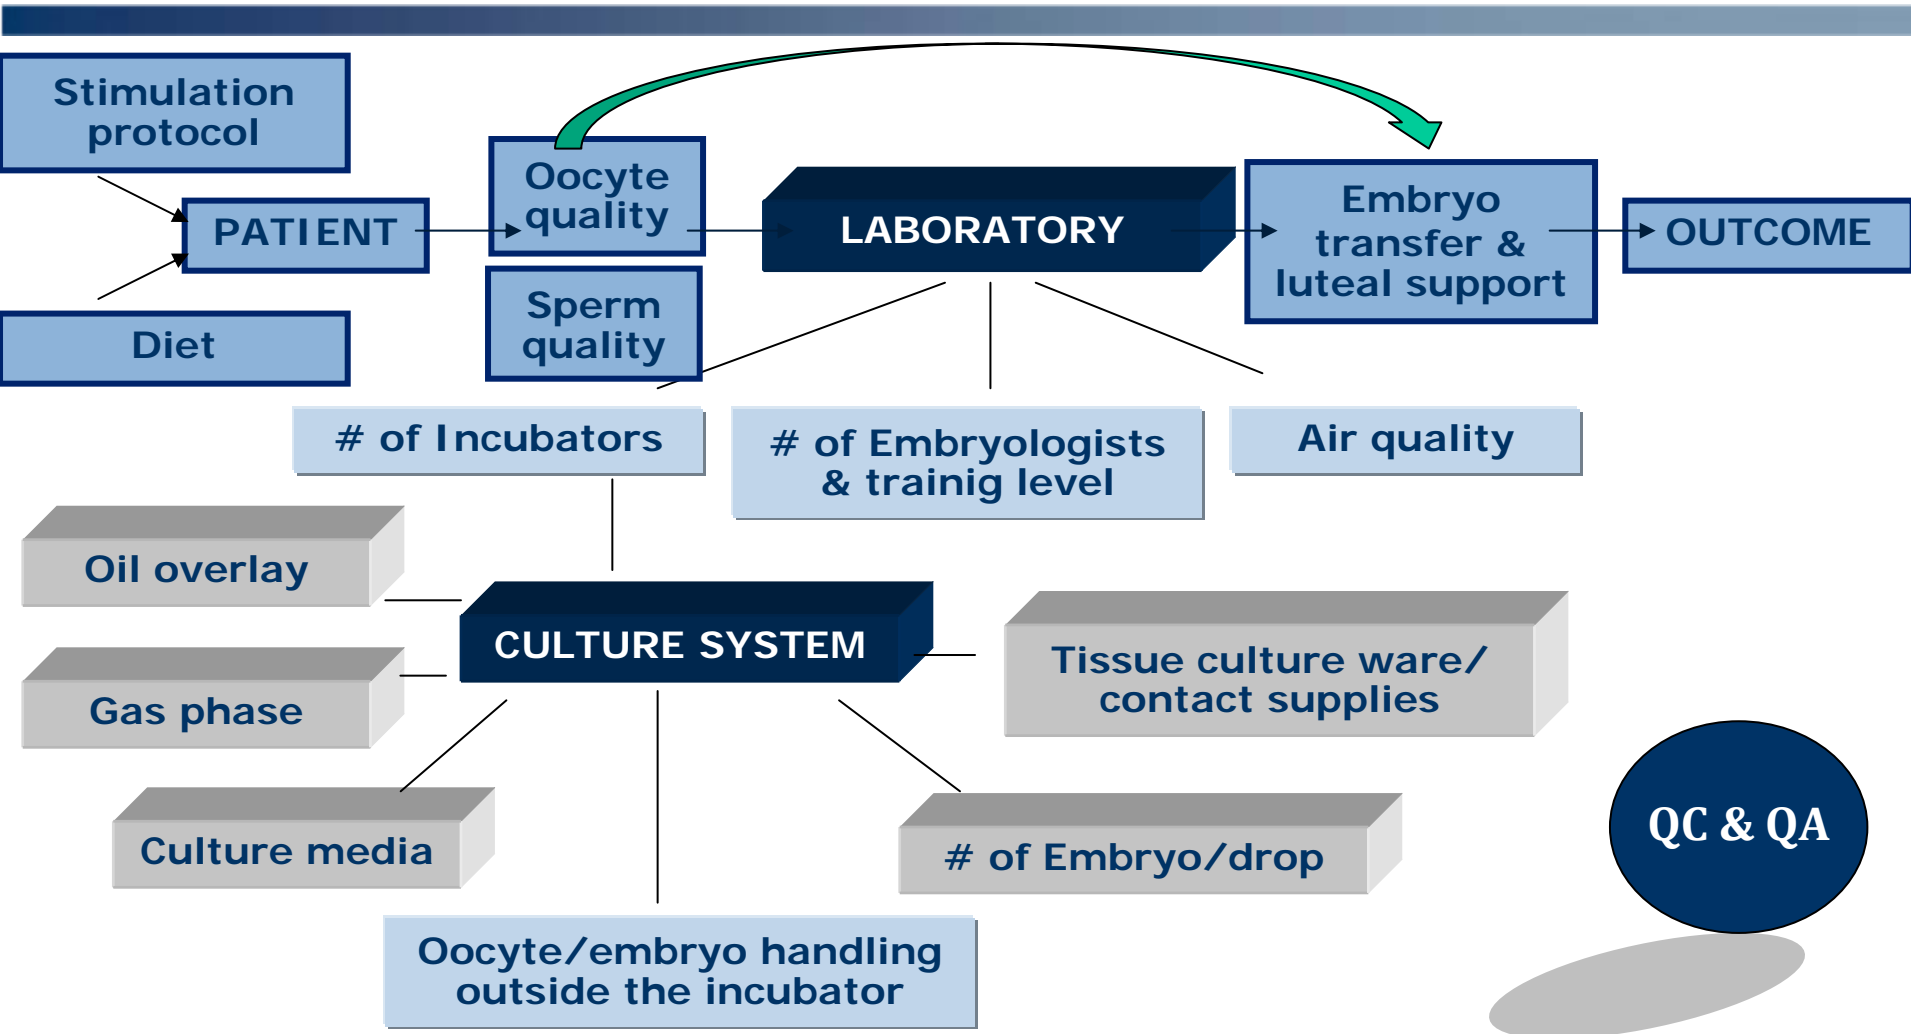 Stimulation
protocol
PATIENT
Diet
Oocyte
quality
Sperm
quality
LABORATORY
Embryo
transfer &
luteal support
OUTCOME
# of Incubators
# of Embryologists
& trainig level
Air quality
Oil overlay
Gas phase
CULTURE SYSTEM
Tissue culture ware/
contact supplies
Culture media
# of Embryo/drop
Oocyte/embryo handling
outside the incubator
QC & QA